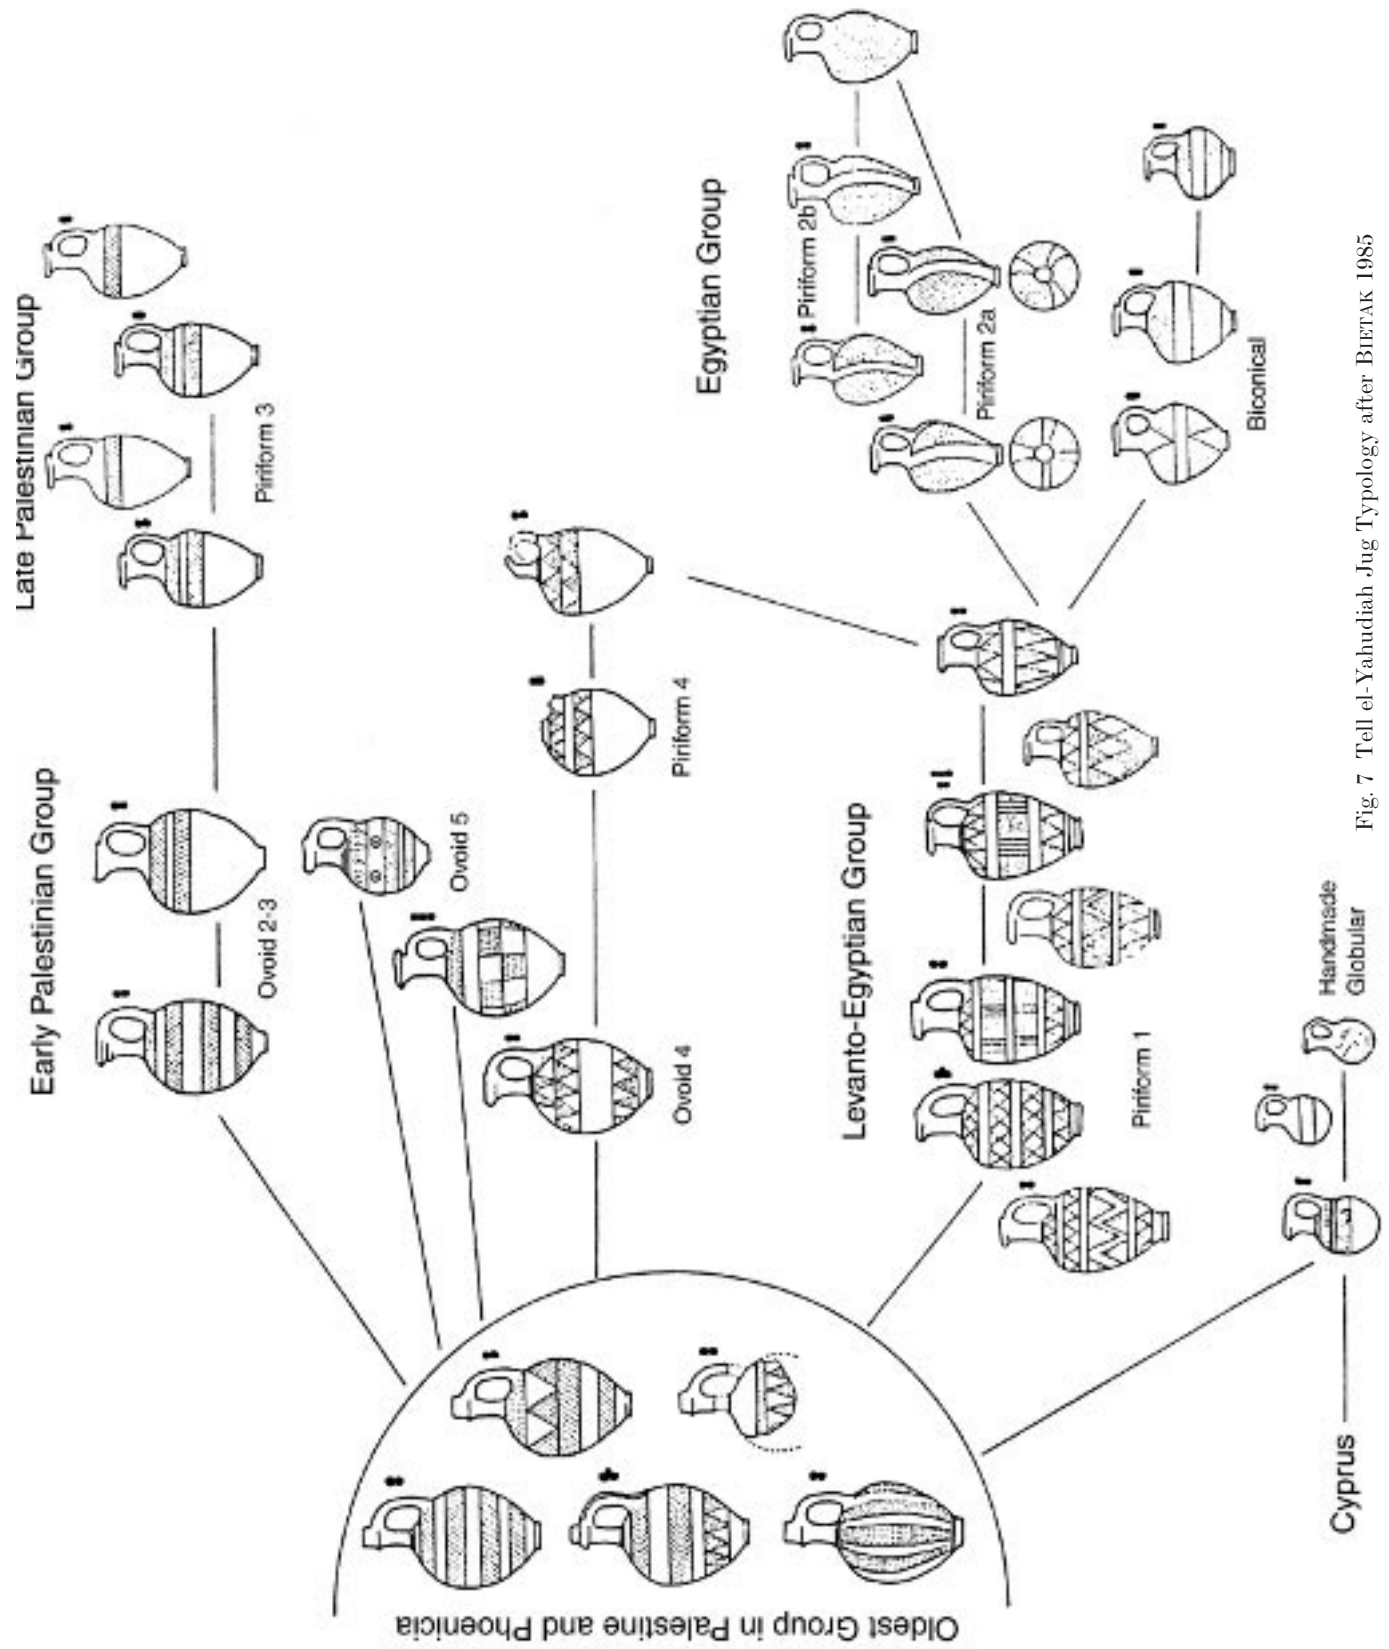 Late Palestinian Group
Piriform 3
Early Palestinian Group
Ovoid 2-3
Ovoid 5
Ovoid 4
Piriform 4
Egyptian Group
Piriform 2b
Piriform 2a
Biconical
Levanto-Egyptian Group
Piriform 1
Handmade
Globular
Cyprus
Oldest Group in Palestine and Phoenicia
Fig. 7 Tell el-Yahudiah Jug Typology after BIETAK 1985